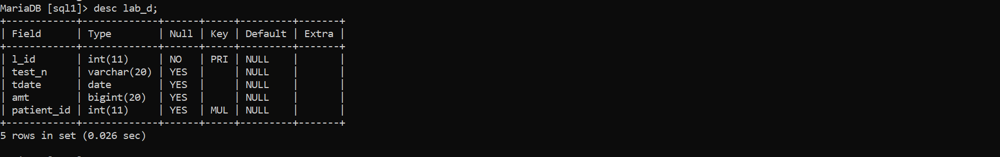 MariaDB [sql1]> desc lab_d;
+------------+-------------+------+-----+---------+-------+
| Field      | Type        | Null | Key | Default | Extra |
+------------+-------------+------+-----+---------+-------+
| l_id       | int(11)     | NO   | PRI | NULL    |       |
| test_n     | varchar(20) | YES  |     | NULL    |       |
| tdate      | date        | YES  |     | NULL    |       |
| amt        | bigint(20)  | YES  |     | NULL    |       |
| patient_id | int(11)     | YES  | MUL | NULL    |       |
+------------+-------------+------+-----+---------+-------+
5 rows in set (0.026 sec)